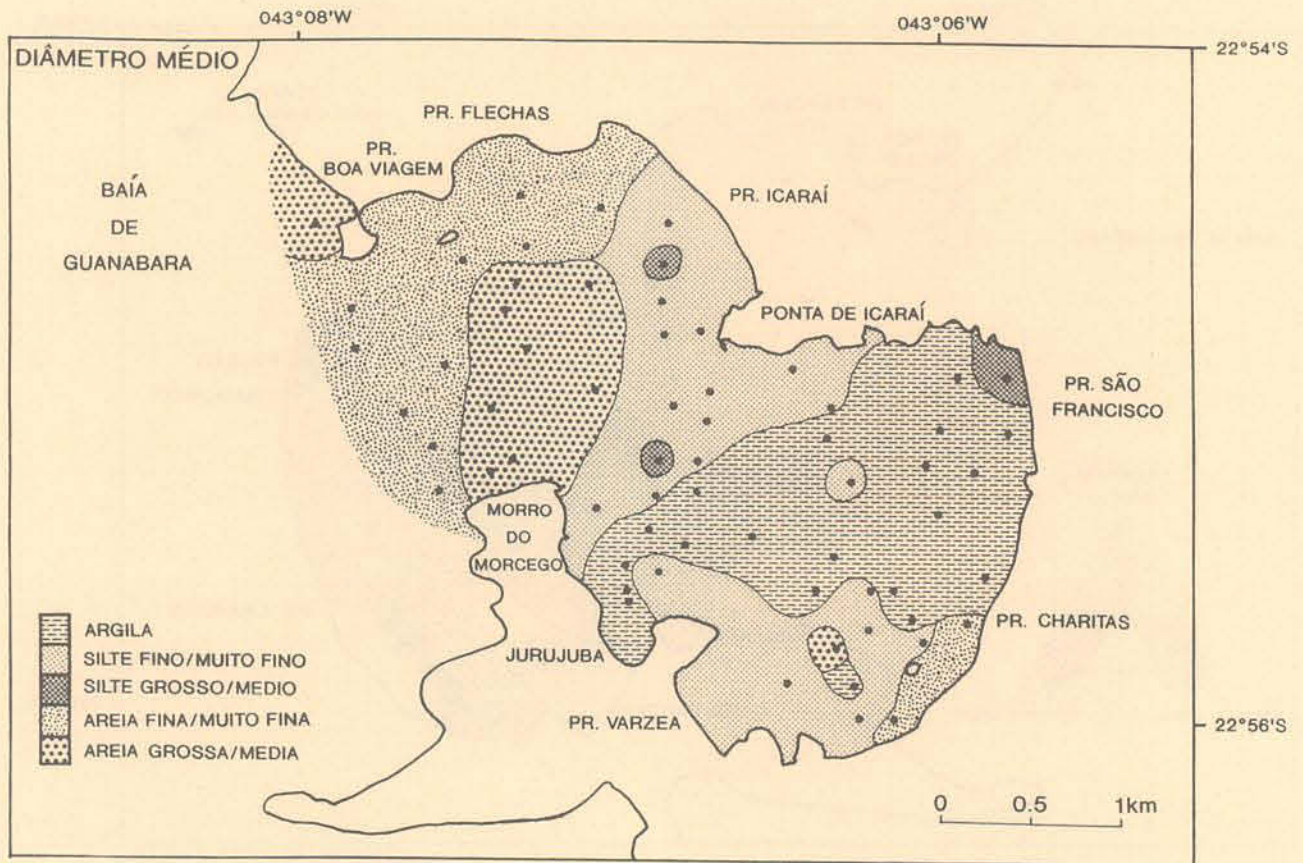 043°08'W
043°06'W
DIÂMETRO MÉDIO
22°54'S
PR. FLECHAS
PR.
BOA VIAGEM
BAÍA
DE
GUANABARA
PR. ICARAÍ
PONTA DE ICARAÍ
PR. SÃO
FRANCISCO
MORRO
DO
MORCEGO
PR. CHARITAS
JURUJUBA
PR. VARZEA
22°56'S
ARGILA
SILTE FINO/MUITO FINO
SILTE GROSSO/MEDIO
AREIA FINA/MUITO FINA
AREIA GROSSA/MEDIA
0 0.5 1km